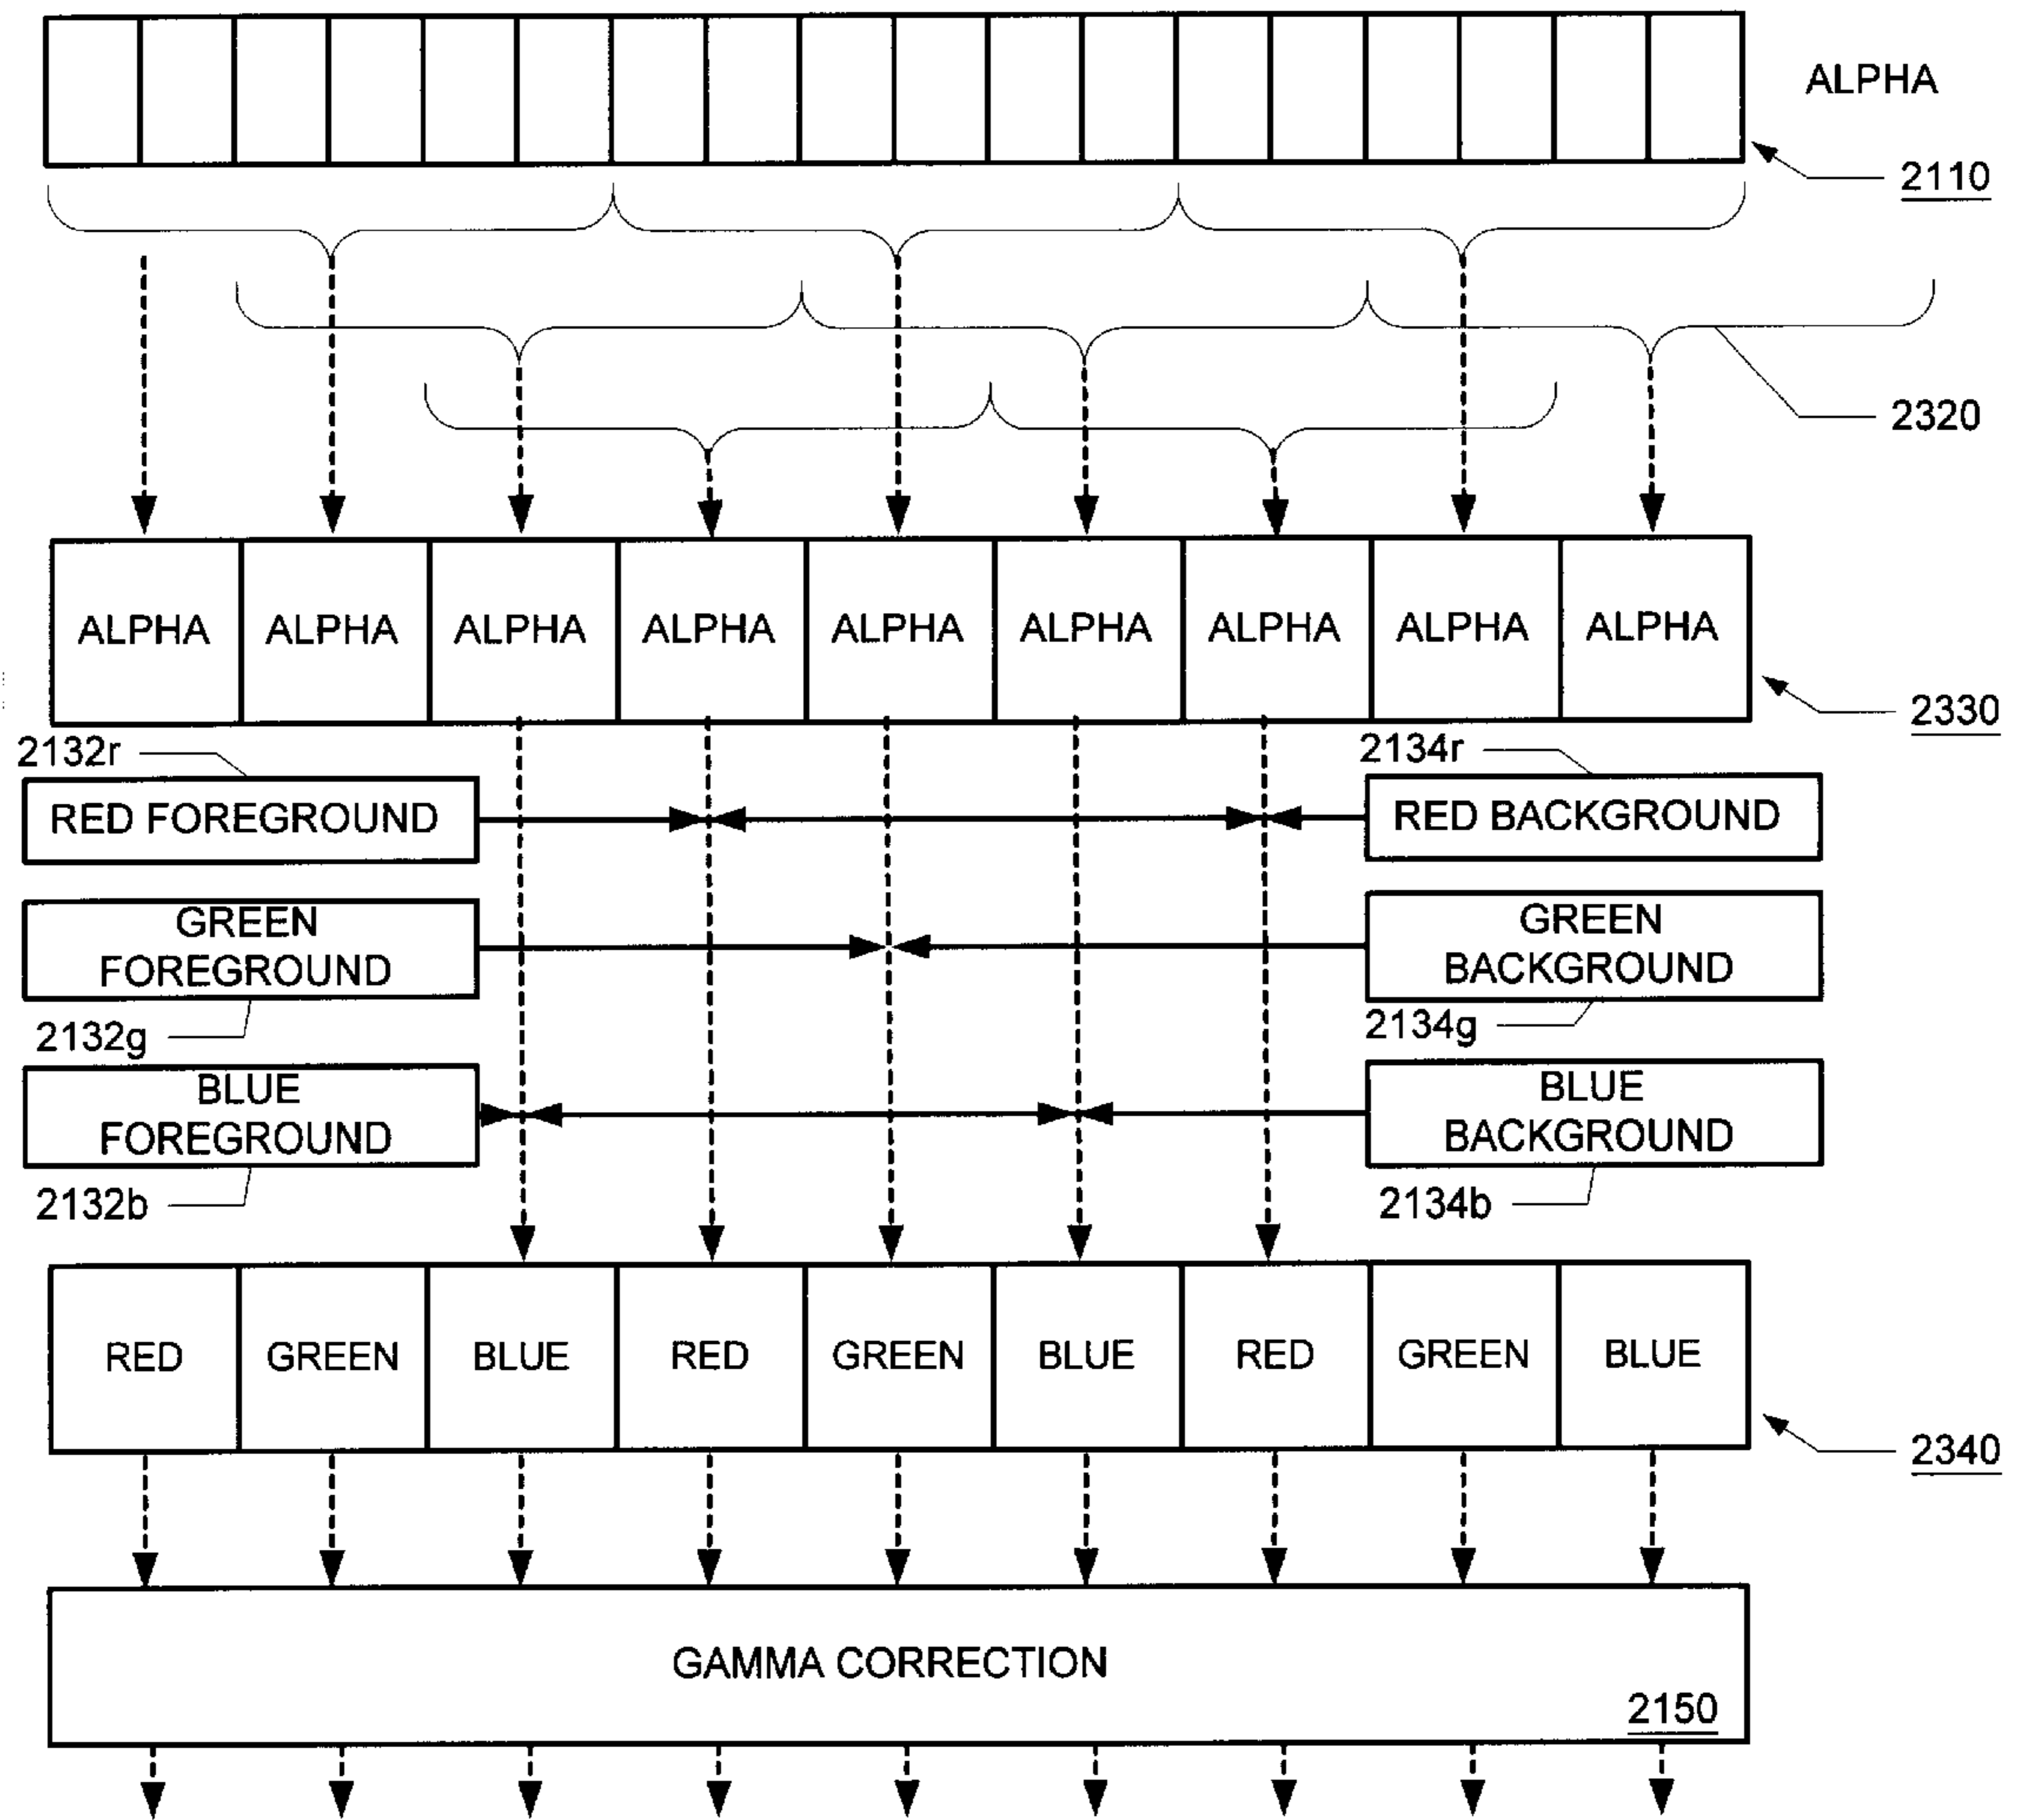 ALPHA
2110
2320
ALPHA ALPHA ALPHA ALPHA ALPHA ALPHA ALPHA ALPHA ALPHA
2330
2132r
2134r
RED FOREGROUND
RED BACKGROUND
GREEN
FOREGROUND
GREEN
BACKGROUND
2132g
2134g
BLUE
FOREGROUND
BLUE
BACKGROUND
2132b
2134b
RED GREEN BLUE RED GREEN BLUE RED GREEN BLUE
2340
GAMMA CORRECTION
2150